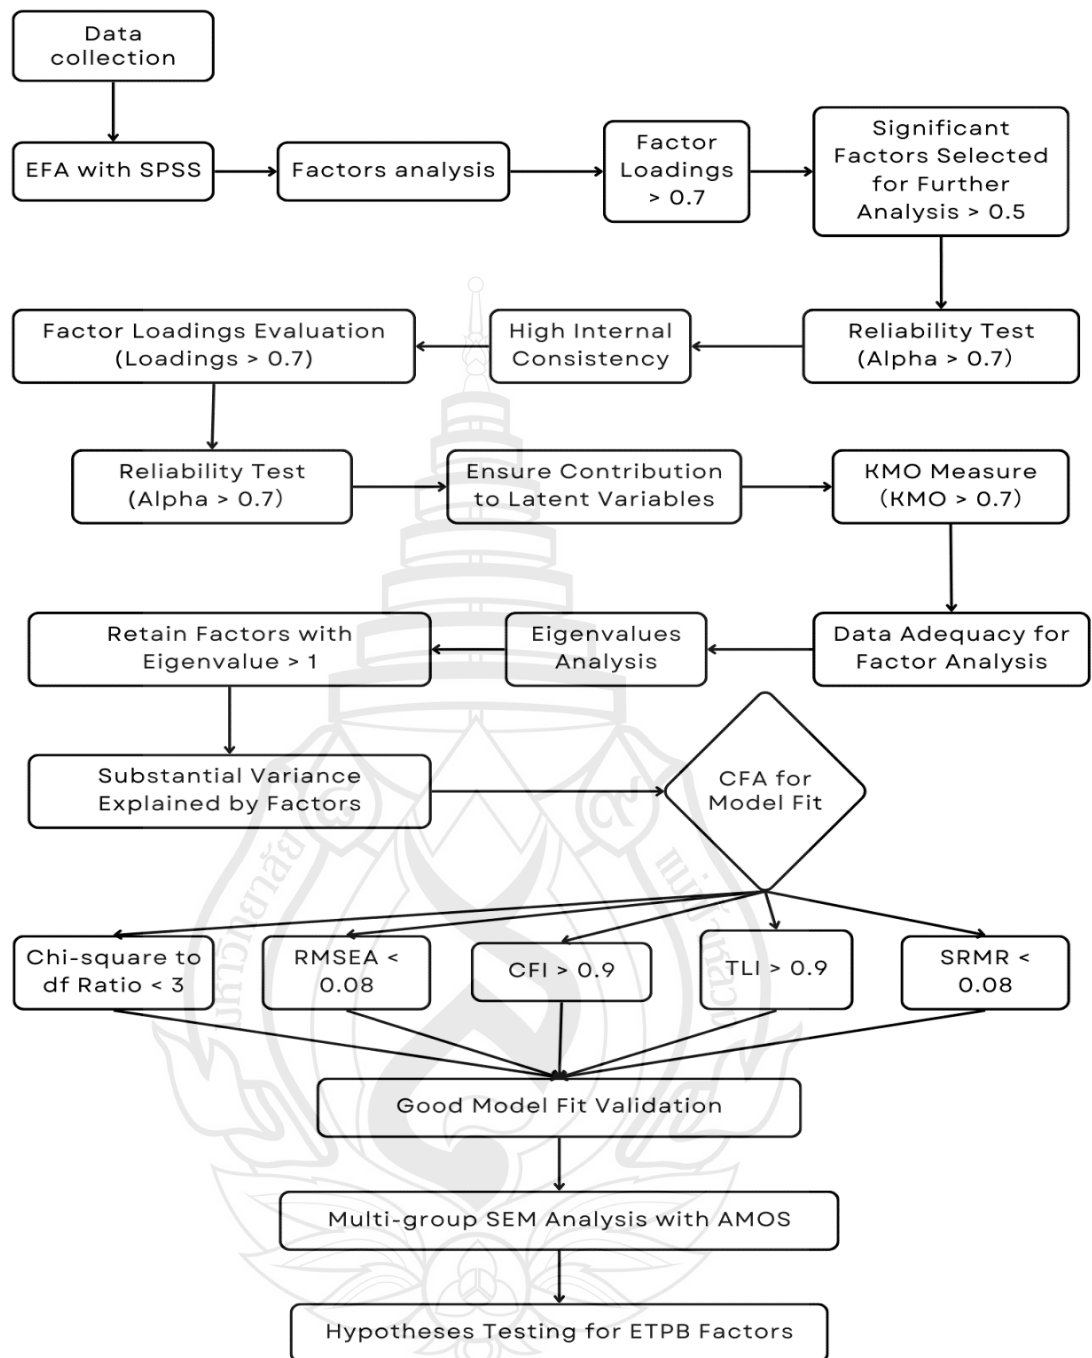 Data
collection
EFA with SPSS
Factors analysis
Factor
Loadings
> 0.7
Significant
Factors Selected
for Further
Analysis > 0.5
Factor Loadings Evaluation
(Loadings > 0.7)
High Internal
Consistency
Reliability Test
(Alpha > 0.7)
Reliability Test
(Alpha > 0.7)
Ensure Contribution
to Latent Variables
KMO Measure
(KMO > 0.7)
Retain Factors with
Eigenvalue > 1
Eigenvalues
Analysis
Data Adequacy for
Factor Analysis
Substantial Variance
Explained by Factors
CFA for
Model Fit
Chi-square to
df Ratio < 3
RMSEA <
0.08
CFI > 0.9
TLI > 0.9
SRMR <
0.08
Good Model Fit Validation
Multi-group SEM Analysis with AMOS
Hypotheses Testing for ETPB Factors